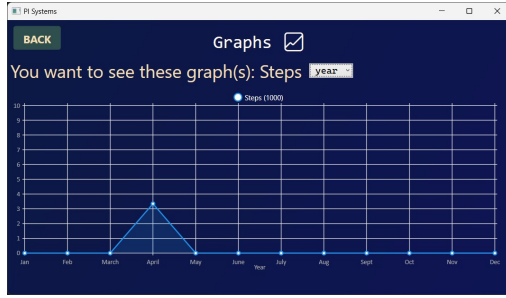 PI Systems
BACK
Graphs
You want to see these graph(s): Steps year
Steps (1000)
10
9
8
7
6
5
4
3
2
1
0
Jan Feb March April May June July Aug Sept Oct Nov Dec
Year